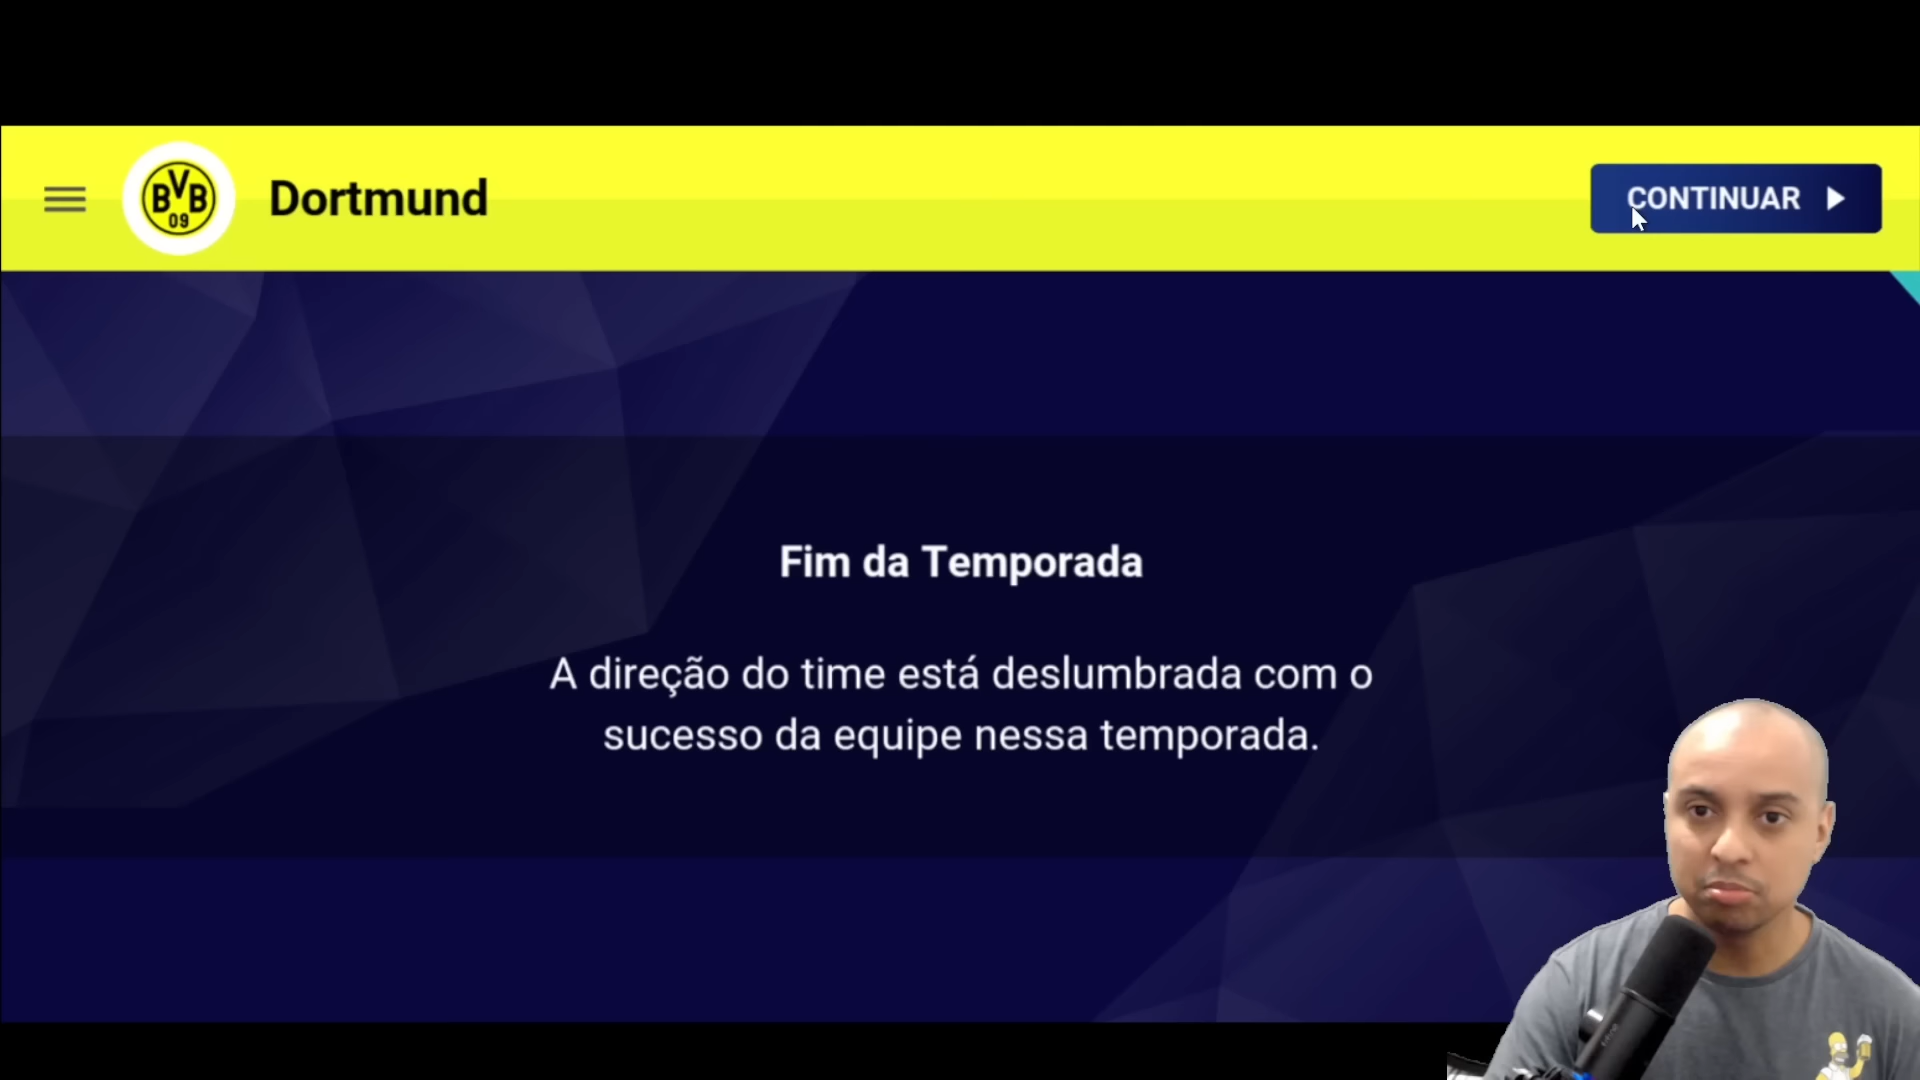 BVB
09
Dortmund
CONTINUAR
Fim da Temporada
A direção do time está deslumbrada com o
sucesso da equipe nessa temporada.